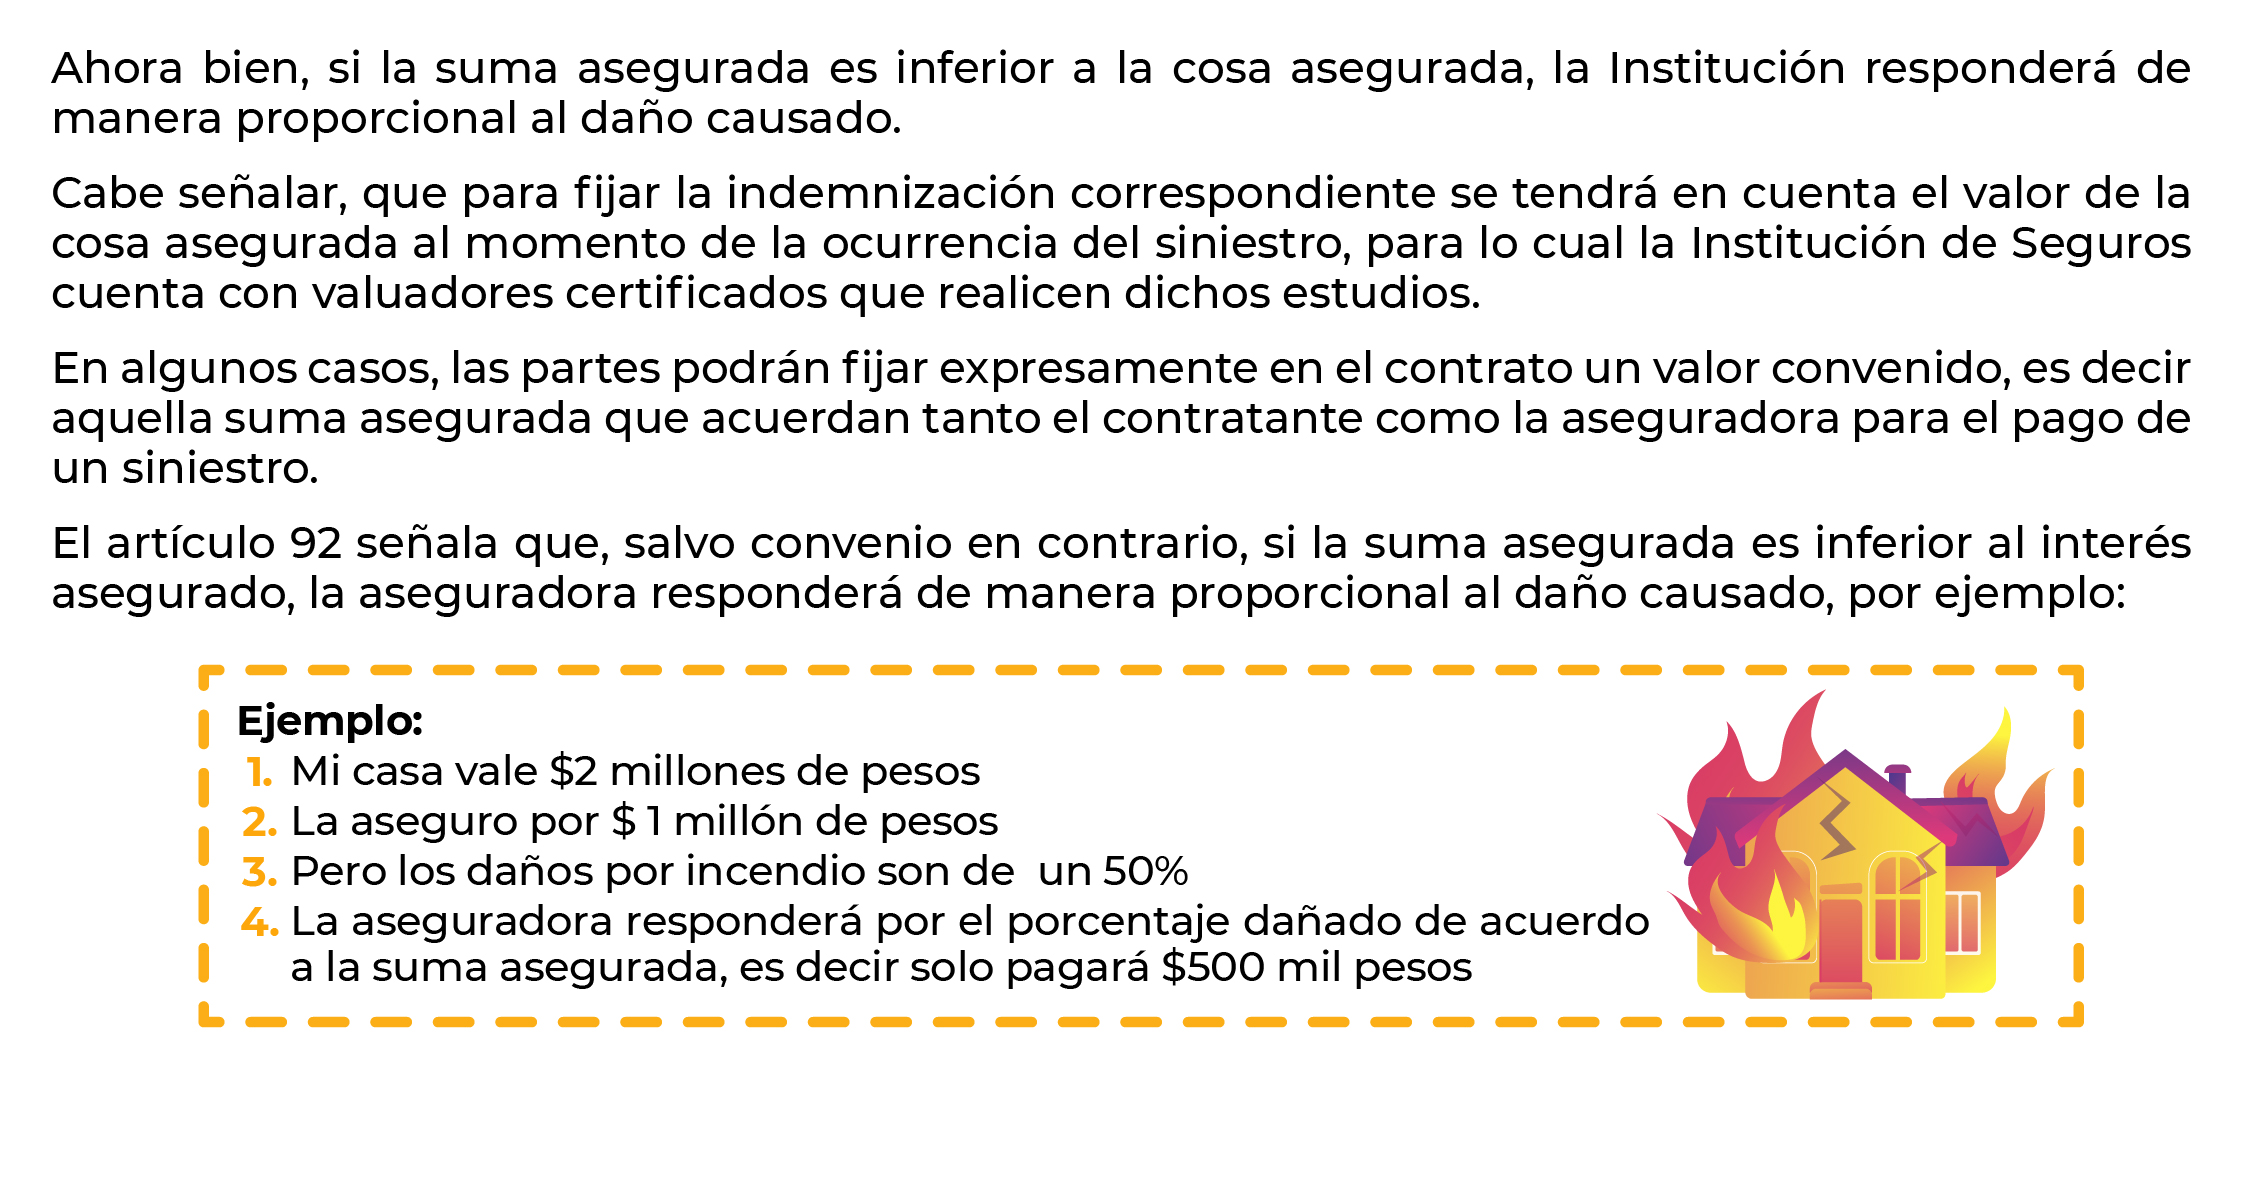 Ahora bien, si la suma asegurada es inferior a la cosa asegurada, la Institución responderá de
manera proporcional al daño causado.
Cabe señalar, que para fijar la indemnización correspondiente se tendrá en cuenta el valor de la
cosa asegurada al momento de la ocurrencia del siniestro, para lo cual la Institución de Seguros
cuenta con valuadores certificados que realicen dichos estudios.
En algunos casos, las partes podrán fijar expresamente en el contrato un valor convenido, es decir
aquella suma asegurada que acuerdan tanto el contratante como la aseguradora para el pago de
un siniestro.
El artículo 92 señala que, salvo convenio en contrario, si la suma asegurada es inferior al interés
asegurado, la aseguradora responderá de manera proporcional al daño causado, por ejemplo:
Ejemplo:
1. Mi casa vale $2 millones de pesos
2. La aseguro por $ 1 millón de pesos
3. Pero los daños por incendio son de  un 50%
4. La aseguradora responderá por el porcentaje dañado de acuerdo
a la suma asegurada, es decir solo pagará $500 mil pesos